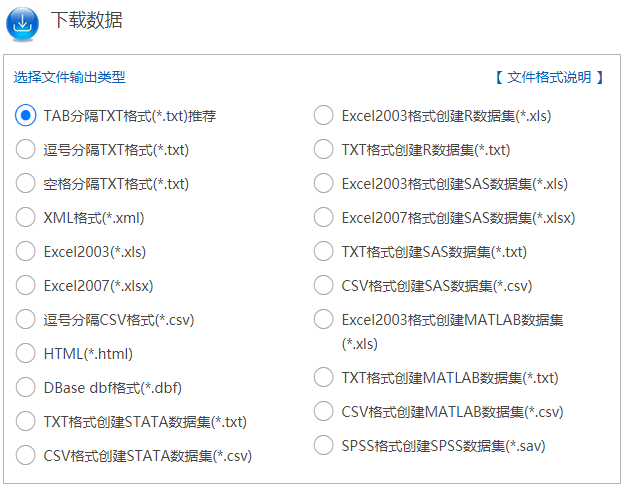 下载数据
选择文件输出类型
【 文件格式说明 】
TAB分隔TXT格式(*.txt)推荐
逗号分隔TXT格式(*.txt)
空格分隔TXT格式(*.txt)
XML格式(*.xml)
Excel2003(*.xls)
Excel2007(*.xlsx)
逗号分隔CSV格式(*.csv)
HTML(*.html)
DBase dbf格式(*.dbf)
TXT格式创建STATA数据集(*.txt)
CSV格式创建STATA数据集(*.csv)
Excel2003格式创建R数据集(*.xls)
TXT格式创建R数据集(*.txt)
Excel2003格式创建SAS数据集(*.xls)
Excel2007格式创建SAS数据集(*.xlsx)
TXT格式创建SAS数据集(*.txt)
CSV格式创建SAS数据集(*.csv)
Excel2003格式创建MATLAB数据集
(*.xls)
TXT格式创建MATLAB数据集(*.txt)
CSV格式创建MATLAB数据集(*.csv)
SPSS格式创建SPSS数据集(*.sav)